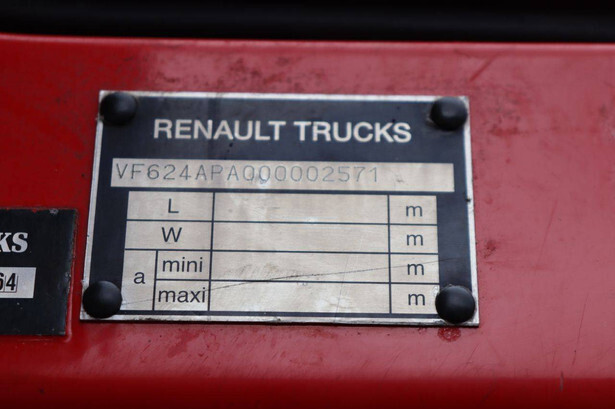 RENAULT TRUCKS
VF624APA000002571
L m
W m
a mini m
maxi m
KS
64